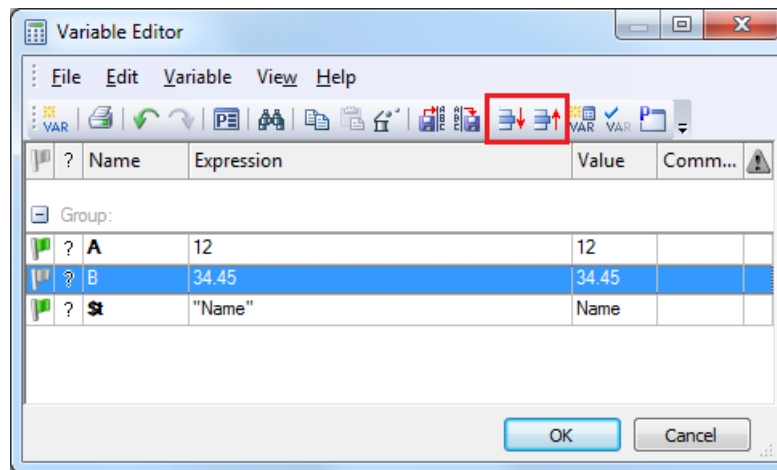 Variable Editor
File Edit Variable View Help
VAR PE VAR VAR P
? Name Expression Value Comm...
Group:
? A 12 12
? B 34.45 34.45
? $t "Name" Name
OK Cancel